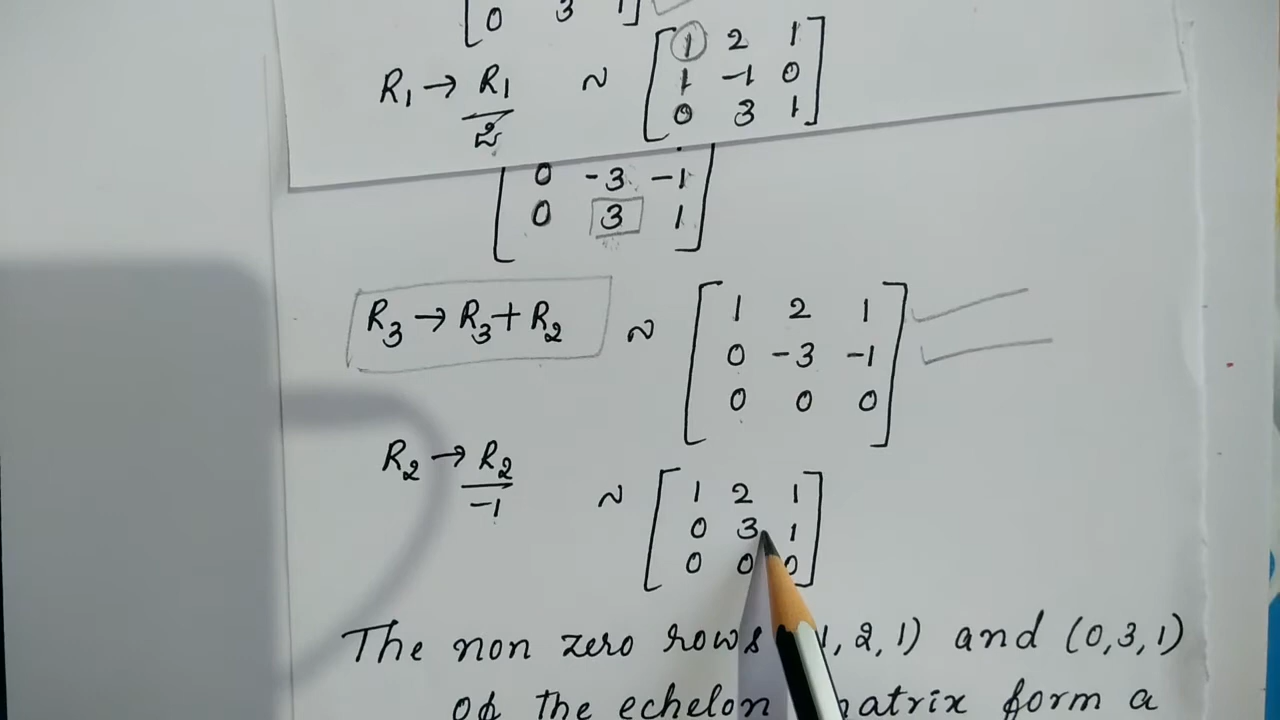 [0 3 1]
R₁ → R₁/2 ~ [1 2 1
1 -1 0
0 3 1]
[0 -3 -1
0 3 1]
R₃ → R₃ + R₂ ~ [1 2 1
0 -3 -1
0 0 0]
R₂ → R₂/-1 ~ [1 2 1
0 3 1
0 0 0]
The non zero rows 1, 2, 1) and (0, 3, 1)
of the echelon matrix form a